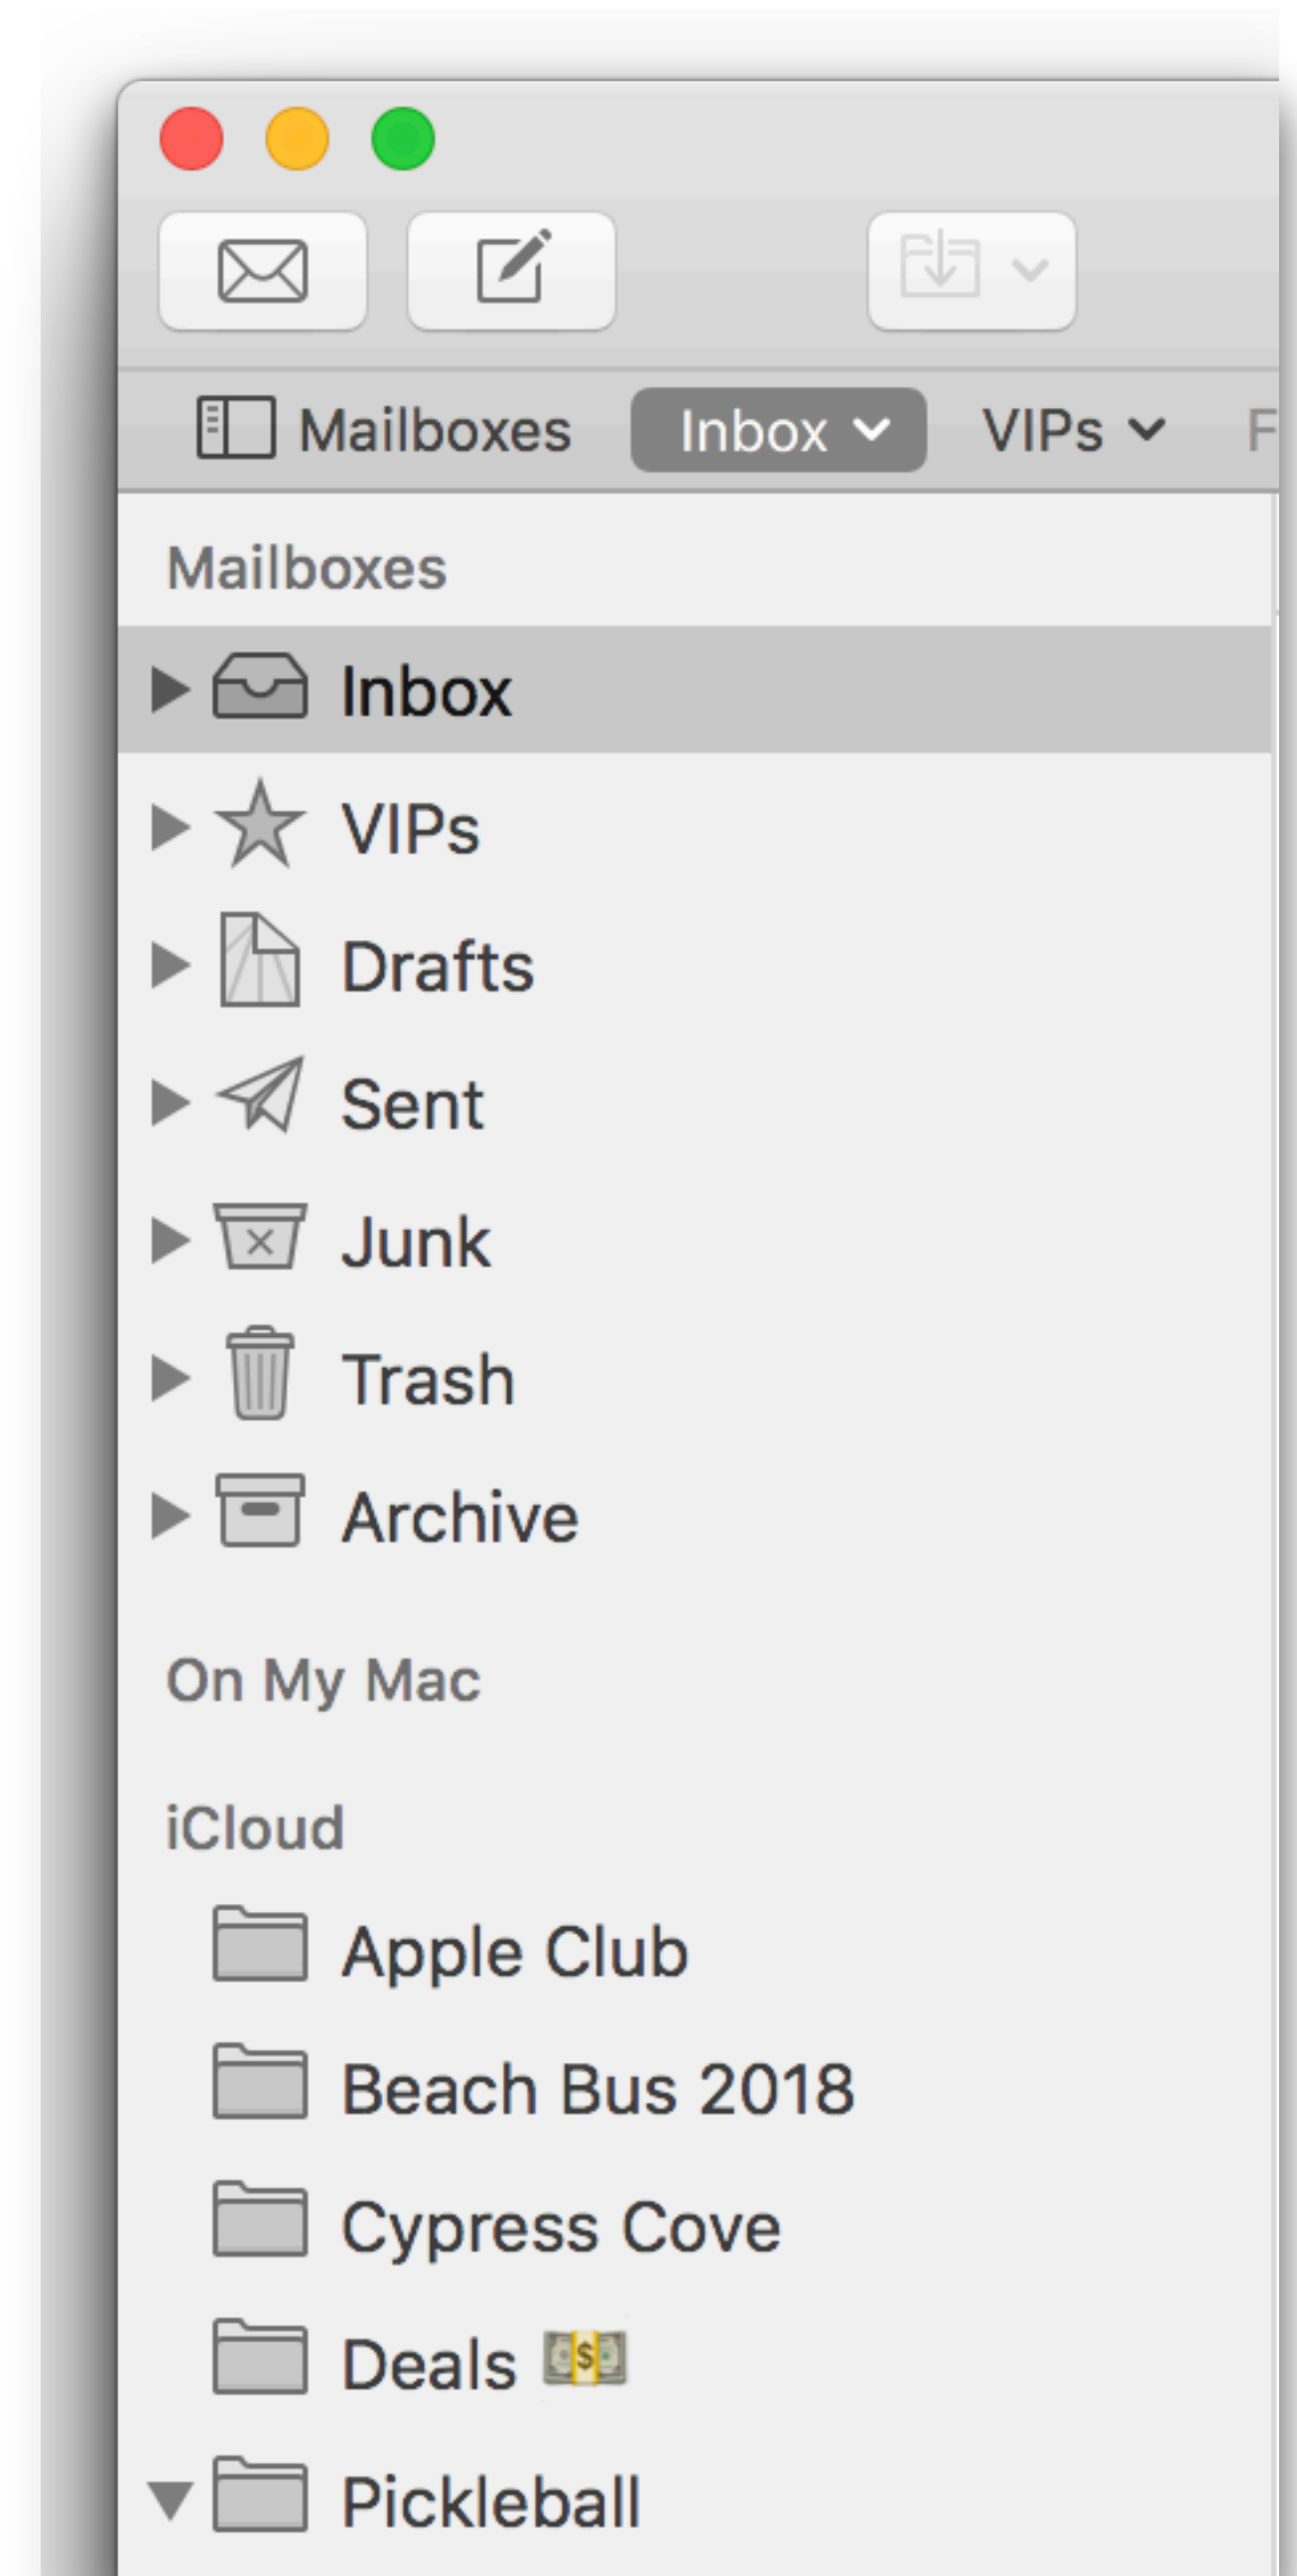 Mailboxes Inbox VIPs F
Mailboxes
Inbox
VIPs
Drafts
Sent
Junk
Trash
Archive
On My Mac
iCloud
Apple Club
Beach Bus 2018
Cypress Cove
Deals 💵
Pickleball